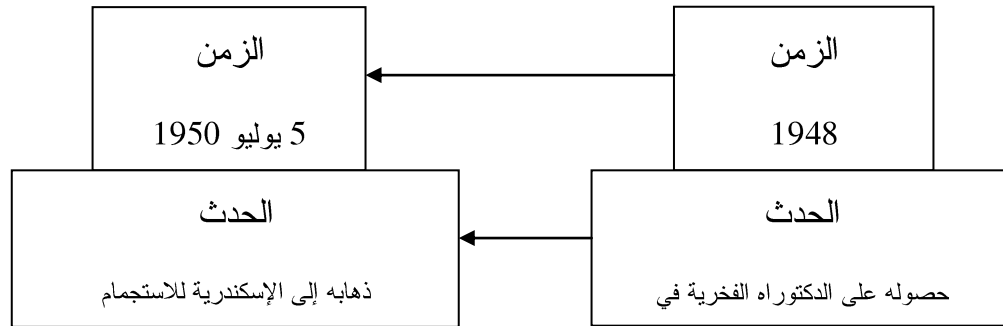 الزمن
1948
الحدث
حصوله على الدكتوراه الفخرية في
الزمن
5 يوليو 1950
الحدث
ذهابه إلى الإسكندرية للاستجمام